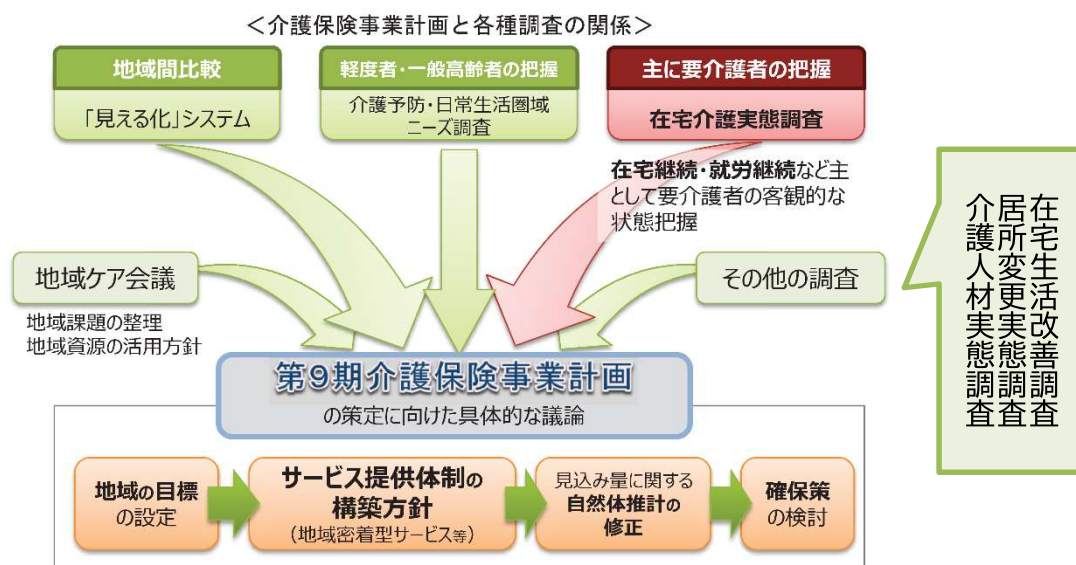 ＜介護保険事業計画と各種調査の関係＞
地域間比較
「見える化」システム
軽度者・一般高齢者の把握
介護予防・日常生活圏域
ニーズ調査
主に要介護者の把握
在宅介護実態調査
在宅継続・就労継続など主
として要介護者の客観的な
状態把握
地域ケア会議
地域課題の整理
地域資源の活用方針
その他の調査
在宅生活改善調査
居所変更実態調査
介護人材実態調査
第9期介護保険事業計画
の策定に向けた具体的な議論
地域の目標
の設定
サービス提供体制の
構築方針
（地域密着型サービス等）
見込み量に関する
自然体推計の
修正
確保策
の検討